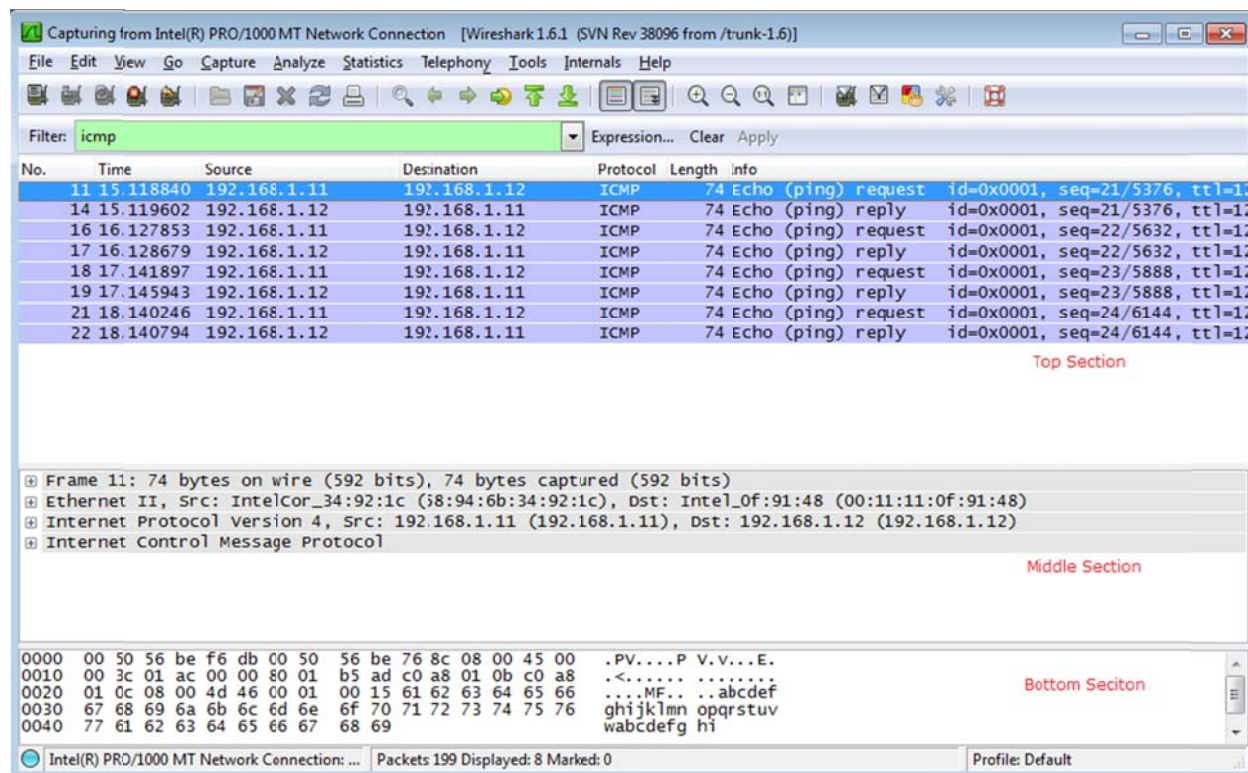 Capturing from Intel(R) PRO/1000 MT Network Connection [Wireshark 1.6.1 (SVN Rev 38096 from /trunk-1.6)]
File Edit View Go Capture Analyze Statistics Telephony Tools Internals Help
Filter: icmp Expression... Clear Apply
No. Time Source Destination Protocol Length Info
11 15.118840 192.168.1.11 192.168.1.12 ICMP 74 Echo (ping) request id=0x0001, seq=21/5376, ttl=12
14 15.119602 192.168.1.12 192.168.1.11 ICMP 74 Echo (ping) reply id=0x0001, seq=21/5376, ttl=12
16 16.127853 192.168.1.11 192.168.1.12 ICMP 74 Echo (ping) request id=0x0001, seq=22/5632, ttl=12
17 16.128679 192.168.1.12 192.168.1.11 ICMP 74 Echo (ping) reply id=0x0001, seq=22/5632, ttl=12
18 17.141897 192.168.1.11 192.168.1.12 ICMP 74 Echo (ping) request id=0x0001, seq=23/5888, ttl=12
19 17.145943 192.168.1.12 192.168.1.11 ICMP 74 Echo (ping) reply id=0x0001, seq=23/5888, ttl=12
21 18.140246 192.168.1.11 192.168.1.12 ICMP 74 Echo (ping) request id=0x0001, seq=24/6144, ttl=12
22 18.140794 192.168.1.12 192.168.1.11 ICMP 74 Echo (ping) reply id=0x0001, seq=24/6144, ttl=12
Top Section
Frame 11: 74 bytes on wire (592 bits), 74 bytes captured (592 bits)
Ethernet II, Src: IntelCor_34:92:1c (58:94:6b:34:92:1c), Dst: Intel_0f:91:48 (00:11:11:0f:91:48)
Internet Protocol Version 4, Src: 192.168.1.11 (192.168.1.11), Dst: 192.168.1.12 (192.168.1.12)
Internet Control Message Protocol
Middle Section
0000 00 50 56 be f6 db 00 50 56 be 76 8c 08 00 45 00 .PV....P V.v...E.
0010 00 3c 01 ac 00 00 80 01 b5 ad c0 a8 01 0b c0 a8 .<...... ........
0020 01 0c 08 00 4d 46 00 01 00 15 61 62 63 64 65 66 ....MF.. ..abcdef
0030 67 68 69 6a 6b 6c 6d 6e 6f 70 71 72 73 74 75 76 ghijklmn opqrstuv
0040 77 61 62 63 64 65 66 67 68 69 wabcdefg hi
Bottom Seciton
Intel(R) PRO/1000 MT Network Connection: ... Packets 199 Displayed: 8 Marked: 0 Profile: Default